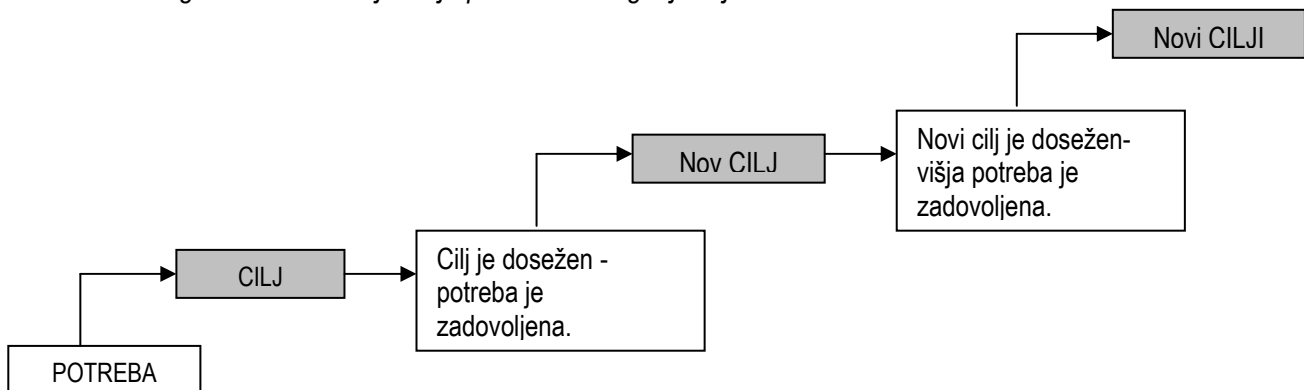 Novi CILJI
Novi cilj je dosežen-
višja potreba je
zadovoljena.
Nov CILJ
Cilj je dosežen -
potreba je
zadovoljena.
CILJ
POTREBA